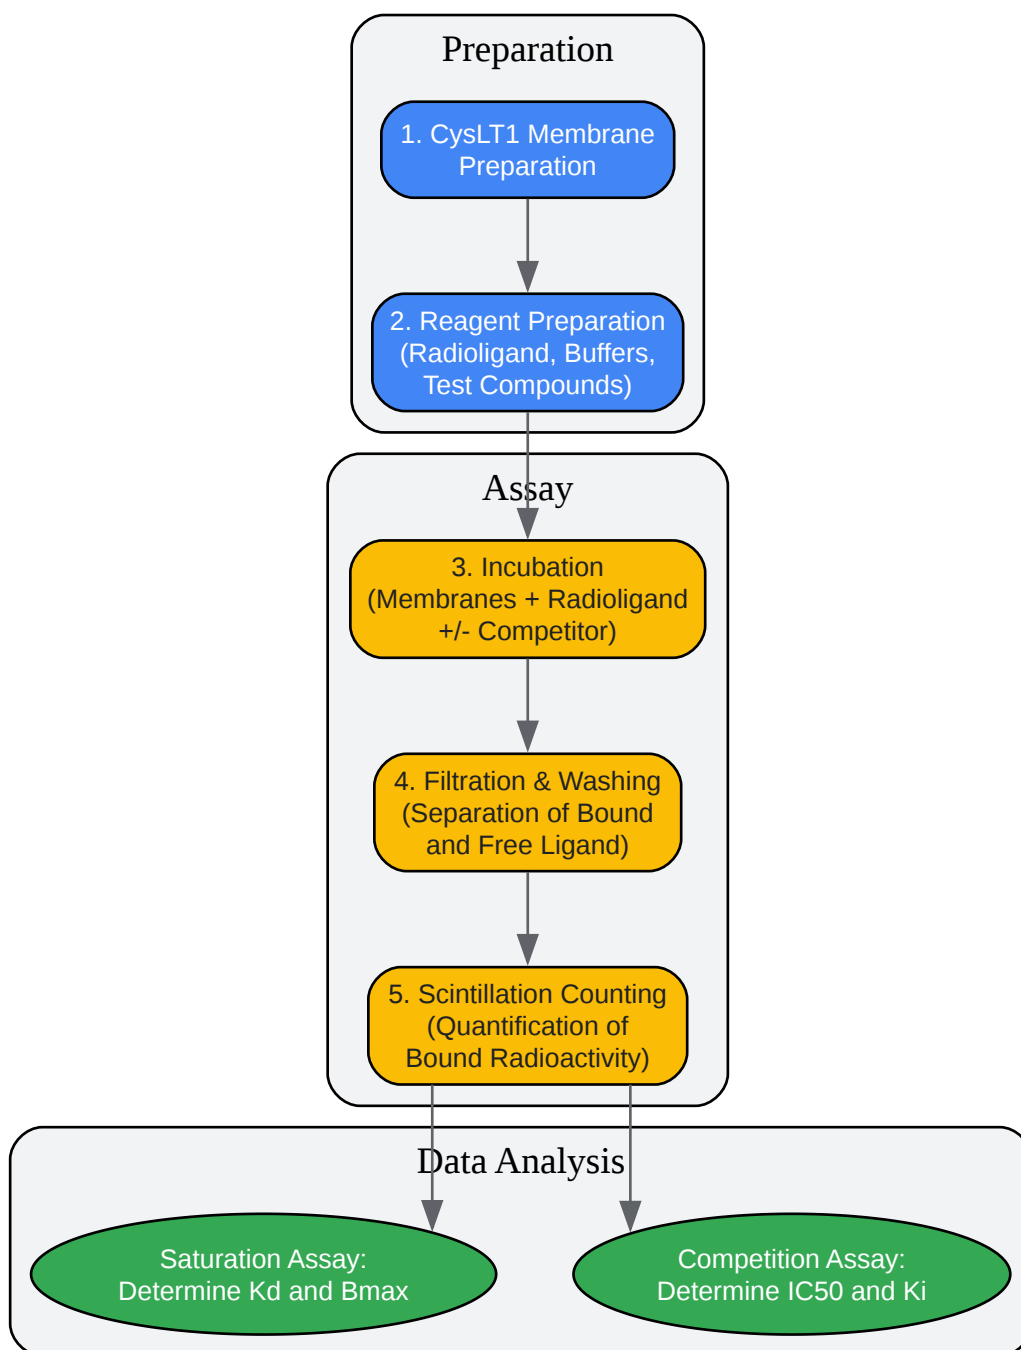 Preparation
1. CysLT1 Membrane
Preparation
2. Reagent Preparation
(Radioligand, Buffers,
Test Compounds)
Assay
3. Incubation
(Membranes + Radioligand
+/- Competitor)
4. Filtration & Washing
(Separation of Bound
and Free Ligand)
5. Scintillation Counting
(Quantification of
Bound Radioactivity)
Data Analysis
Saturation Assay:
Determine Kd and Bmax
Competition Assay:
Determine IC50 and Ki